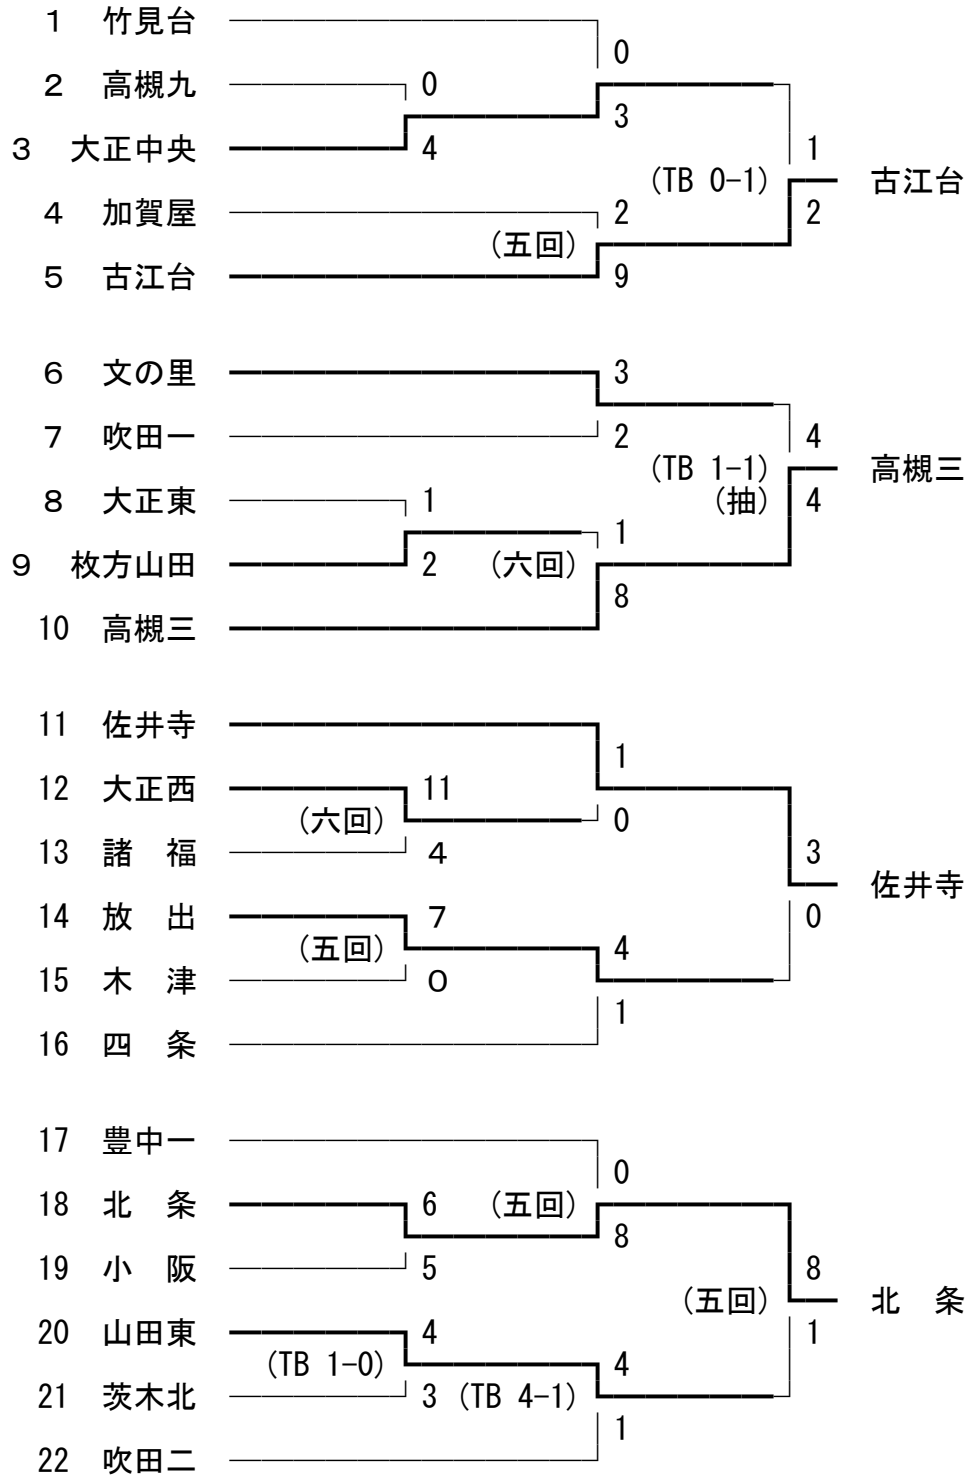 1 竹見台
0
2 高槻九 0
3
3 大正中央 4 1
(TB 0-1) 古江台
4 加賀屋 2 2
(五回)
5 古江台 9
6 文の里 3
7 吹田一 2 4
(TB 1-1) 高槻三
8 大正東 1 (抽) 4
1
9 枚方山田 2 (六回)
8
10 高槻三
11 佐井寺
1
12 大正西 11
(六回) 0
13 諸　福 4 3
佐井寺
14 放　出 7 0
(五回) 4
15 木　津 0
1
16 四　条
17 豊中一
0
18 北　条 6 (五回)
8
19 小　阪 5 8
(五回) 北　条
20 山田東 4 1
(TB 1-0) 4
21 茨木北 3 (TB 4-1)
1
22 吹田二